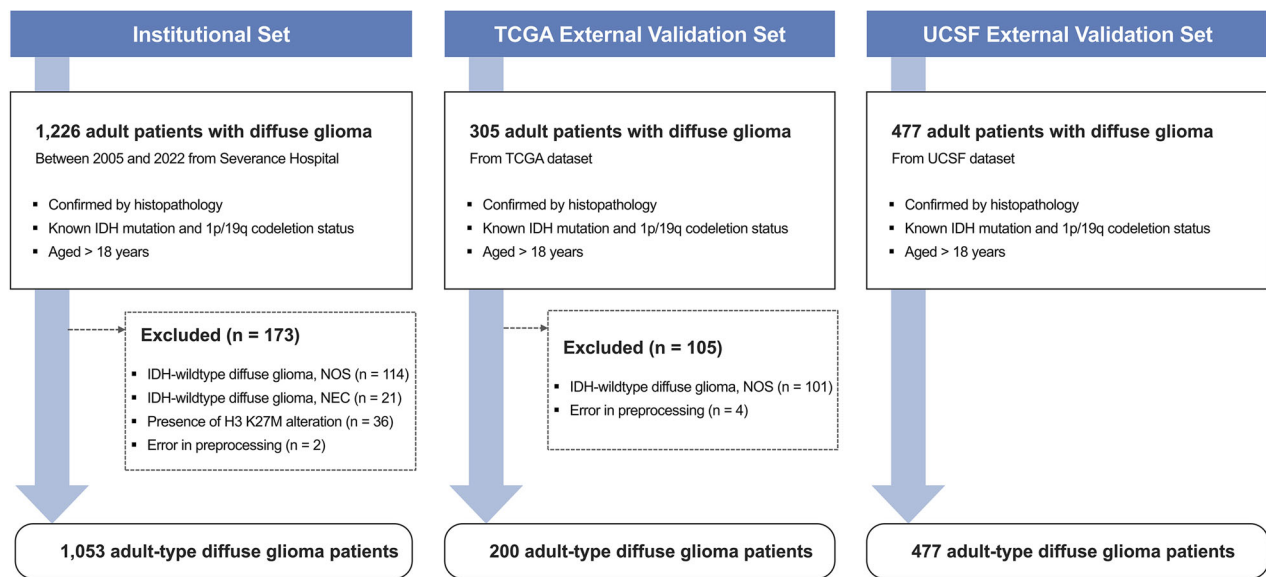 Institutional Set
1,226 adult patients with diffuse glioma
Between 2005 and 2022 from Severance Hospital
▪ Confirmed by histopathology
▪ Known IDH mutation and 1p/19q codeletion status
▪ Aged > 18 years
Excluded (n = 173)
▪ IDH-wildtype diffuse glioma, NOS (n = 114)
▪ IDH-wildtype diffuse glioma, NEC (n = 21)
▪ Presence of H3 K27M alteration (n = 36)
▪ Error in preprocessing (n = 2)
1,053 adult-type diffuse glioma patients
TCGA External Validation Set
305 adult patients with diffuse glioma
From TCGA dataset
▪ Confirmed by histopathology
▪ Known IDH mutation and 1p/19q codeletion status
▪ Aged > 18 years
Excluded (n = 105)
▪ IDH-wildtype diffuse glioma, NOS (n = 101)
▪ Error in preprocessing (n = 4)
200 adult-type diffuse glioma patients
UCSF External Validation Set
477 adult patients with diffuse glioma
From UCSF dataset
▪ Confirmed by histopathology
▪ Known IDH mutation and 1p/19q codeletion status
▪ Aged > 18 years
477 adult-type diffuse glioma patients